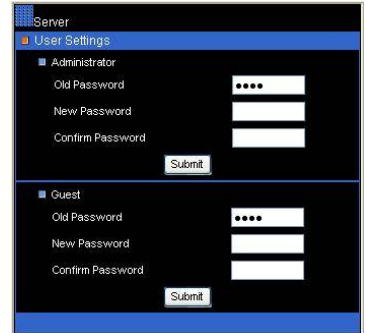 Server
User Settings
Administrator
Old Password ●●●●
New Password
Confirm Password
Submit
Guest
Old Password ●●●●
New Password
Confirm Password
Submit